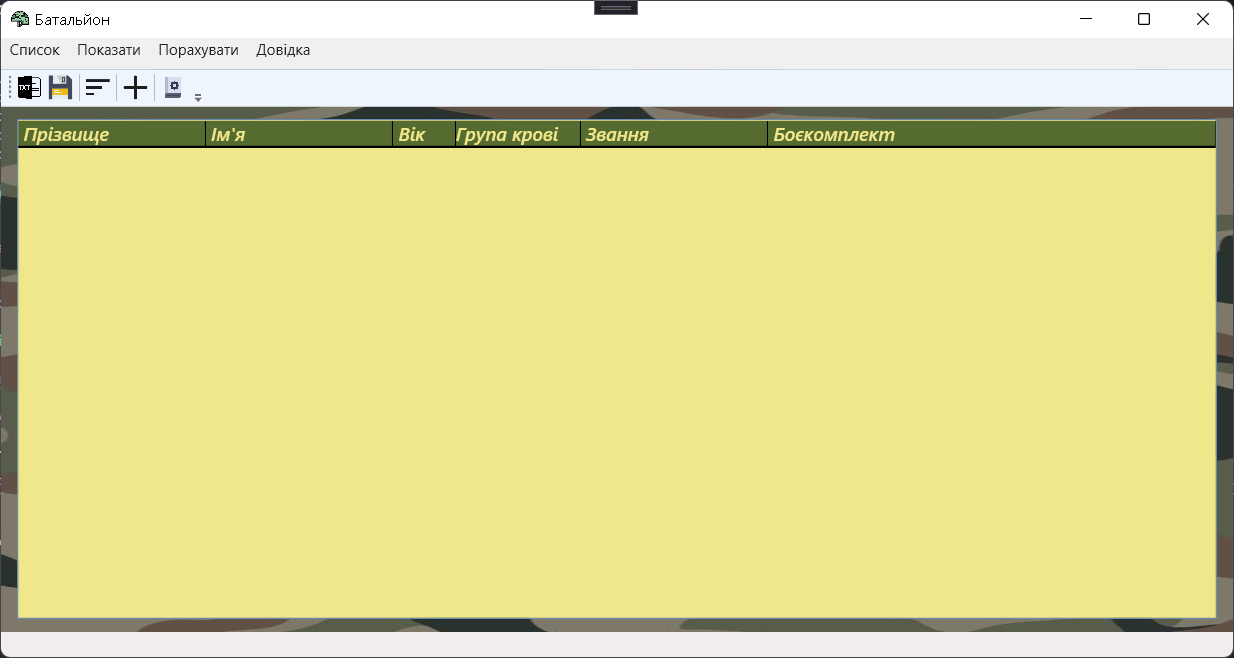 Батальйон
Список Показати Порахувати Довідка
TXT
Прізвище Ім'я Вік Група крові Звання Боєкомплект